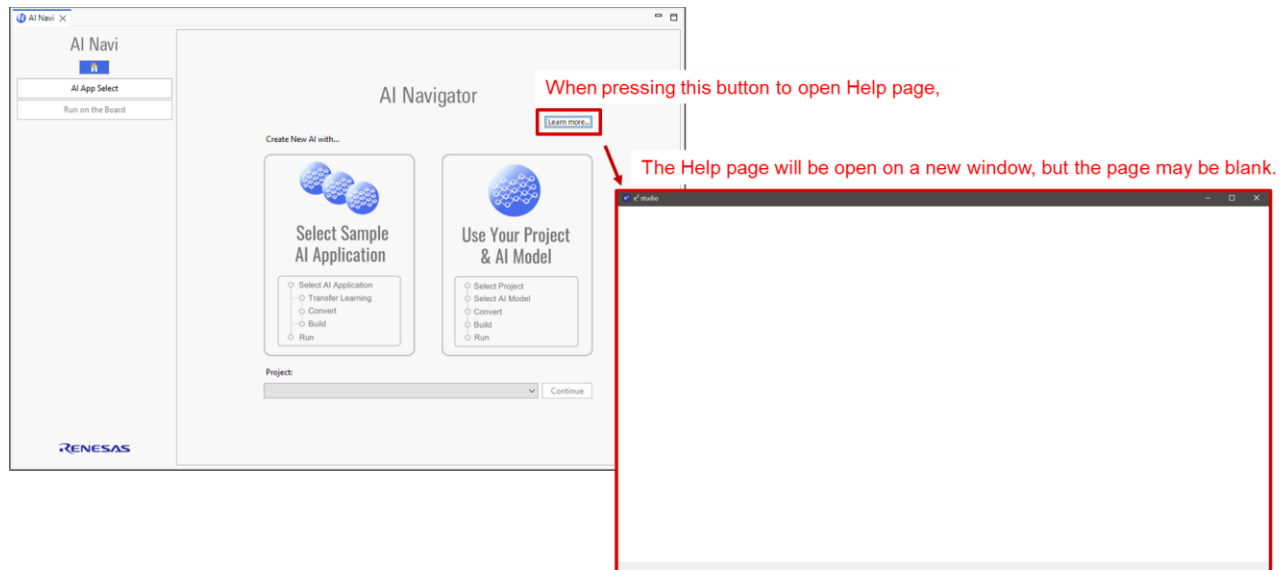 AI Navi
AI Navi
AI App Select
Run on the Board
AI Navigator
When pressing this button to open Help page,
Learn more...
The Help page will be open on a new window, but the page may be blank.
Create New AI with...
Select Sample
AI Application
Select AI Application
Transfer Learning
Convert
Build
Run
Use Your Project
& AI Model
Select Project
Select AI Model
Convert
Build
Run
Project:
Continue
RENESAS
e² studio